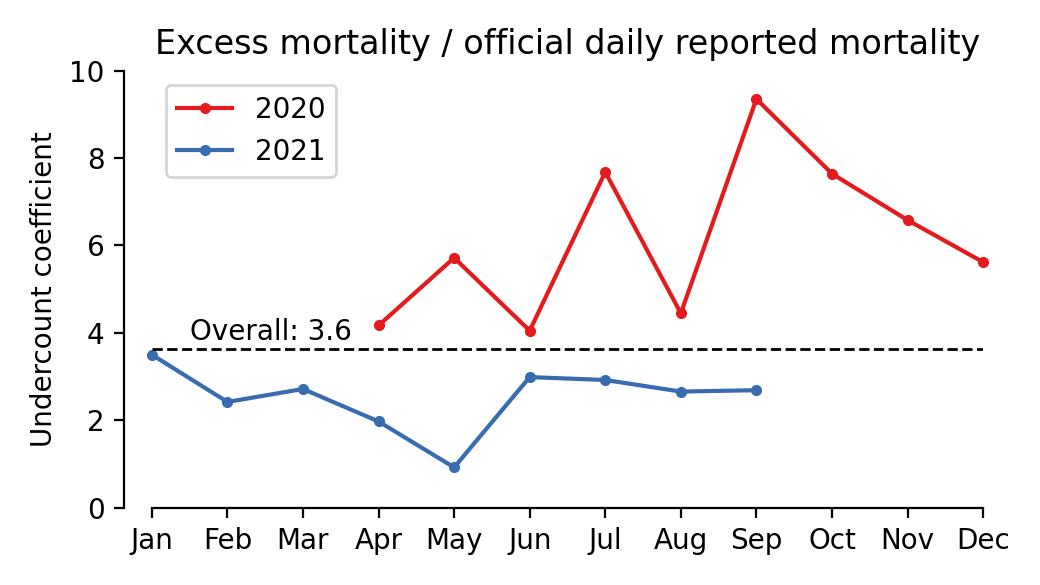 Excess mortality / official daily reported mortality
Undercount coefficient
10
8
6
4
2
0
2020
2021
Overall: 3.6
Jan Feb Mar Apr May Jun Jul Aug Sep Oct Nov Dec